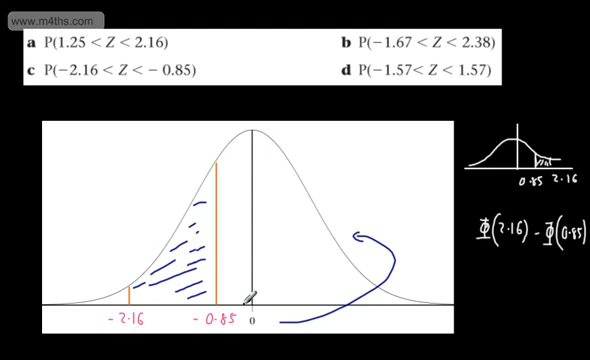 www.m4ths.com
a P(1.25 < Z < 2.16)
b P(−1.67 < Z < 2.38)
c P(−2.16 < Z < − 0.85)
d P(−1.57< Z < 1.57)
0.85 2.16
Φ(2.16) - Φ(0.85)
-2.16 -0.85 0